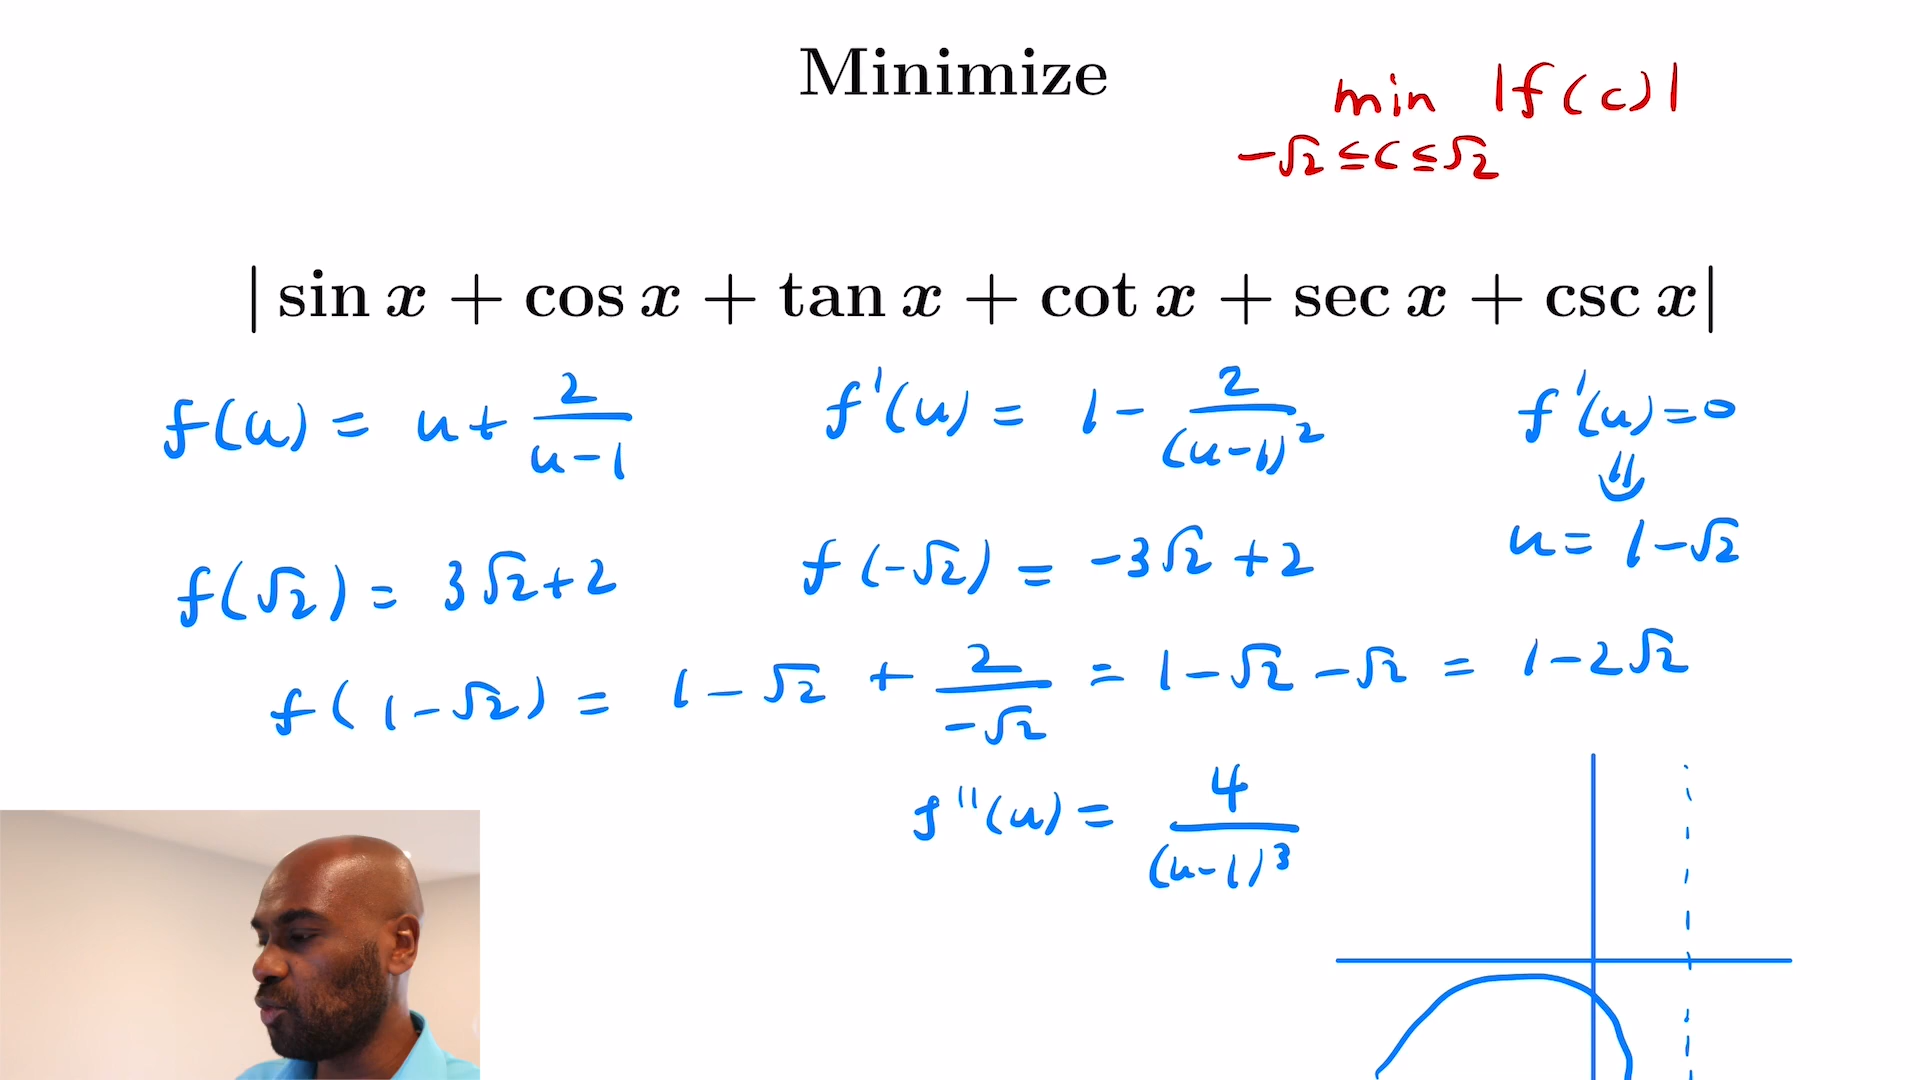 Minimize
min |f(c)|
-√2 ≤ c ≤ √2
| sin x + cos x + tan x + cot x + sec x + csc x|
f(u) = u + 2/(u-1)    f'(u) = 1 - 2/(u-1)²    f'(u)=0
⇓
f(√2) = 3√2+2    f(-√2) = -3√2+2    u = 1-√2
f(1-√2) = 1-√2 + 2/(-√2) = 1-√2-√2 = 1-2√2
f''(u) = 4/(u-1)³